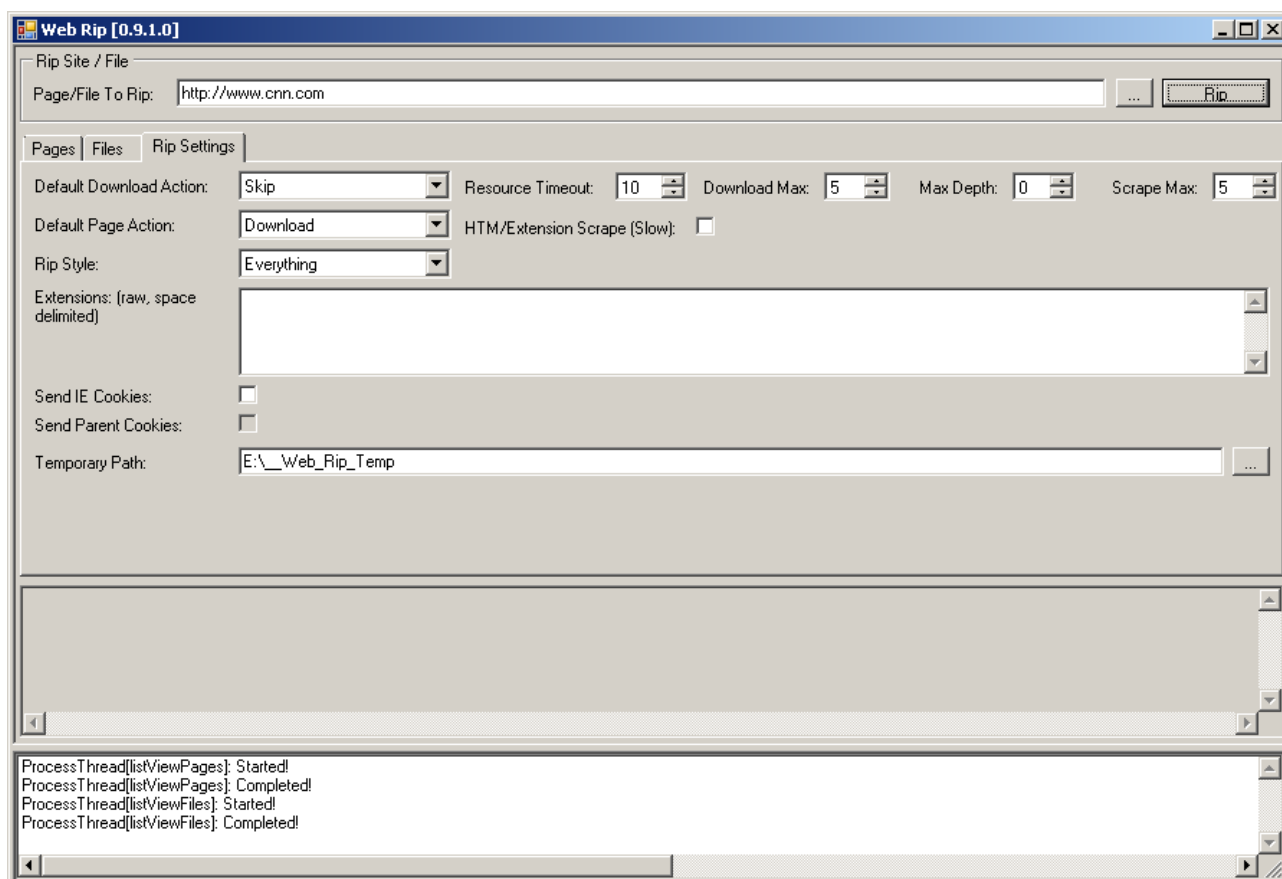 Web Rip [0.9.1.0]
Rip Site / File
Page/File To Rip: http://www.cnn.com ... Rip
Pages Files Rip Settings
Default Download Action: Skip Resource Timeout: 10 Download Max: 5 Max Depth: 0 Scrape Max: 5
Default Page Action: Download HTM/Extension Scrape (Slow):
Rip Style: Everything
Extensions: (raw, space
delimited)
Send IE Cookies:
Send Parent Cookies:
Temporary Path: E:\__Web_Rip_Temp ...
ProcessThread[listViewPages]: Started!
ProcessThread[listViewPages]: Completed!
ProcessThread[listViewFiles]: Started!
ProcessThread[listViewFiles]: Completed!